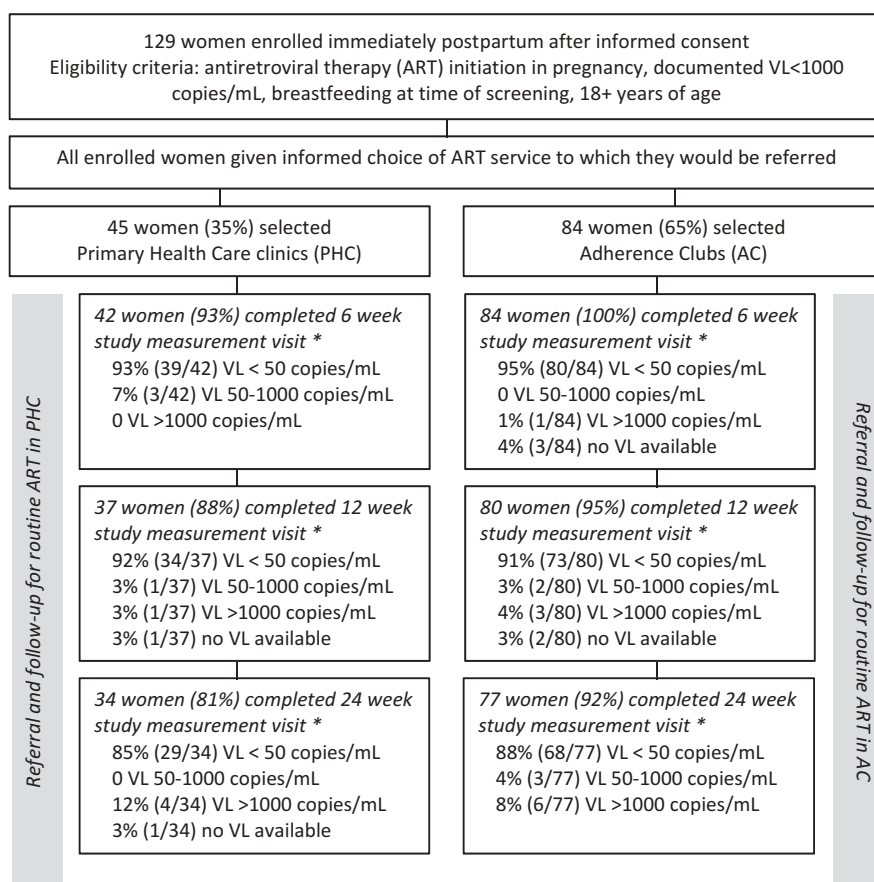 129 women enrolled immediately postpartum after informed consent
Eligibility criteria: antiretroviral therapy (ART) initiation in pregnancy, documented VL<1000
copies/mL, breastfeeding at time of screening, 18+ years of age
All enrolled women given informed choice of ART service to which they would be referred
45 women (35%) selected
Primary Health Care clinics (PHC)
84 women (65%) selected
Adherence Clubs (AC)
Referral and follow-up for routine ART in PHC
42 women (93%) completed 6 week
study measurement visit *
93% (39/42) VL < 50 copies/mL
7% (3/42) VL 50-1000 copies/mL
0 VL >1000 copies/mL
84 women (100%) completed 6 week
study measurement visit *
95% (80/84) VL < 50 copies/mL
0 VL 50-1000 copies/mL
1% (1/84) VL >1000 copies/mL
4% (3/84) no VL available
37 women (88%) completed 12 week
study measurement visit *
92% (34/37) VL < 50 copies/mL
3% (1/37) VL 50-1000 copies/mL
3% (1/37) VL >1000 copies/mL
3% (1/37) no VL available
80 women (95%) completed 12 week
study measurement visit *
91% (73/80) VL < 50 copies/mL
3% (2/80) VL 50-1000 copies/mL
4% (3/80) VL >1000 copies/mL
3% (2/80) no VL available
34 women (81%) completed 24 week
study measurement visit *
85% (29/34) VL < 50 copies/mL
0 VL 50-1000 copies/mL
12% (4/34) VL >1000 copies/mL
3% (1/34) no VL available
77 women (92%) completed 24 week
study measurement visit *
88% (68/77) VL < 50 copies/mL
4% (3/77) VL 50-1000 copies/mL
8% (6/77) VL >1000 copies/mL
Referral and follow-up for routine ART in AC